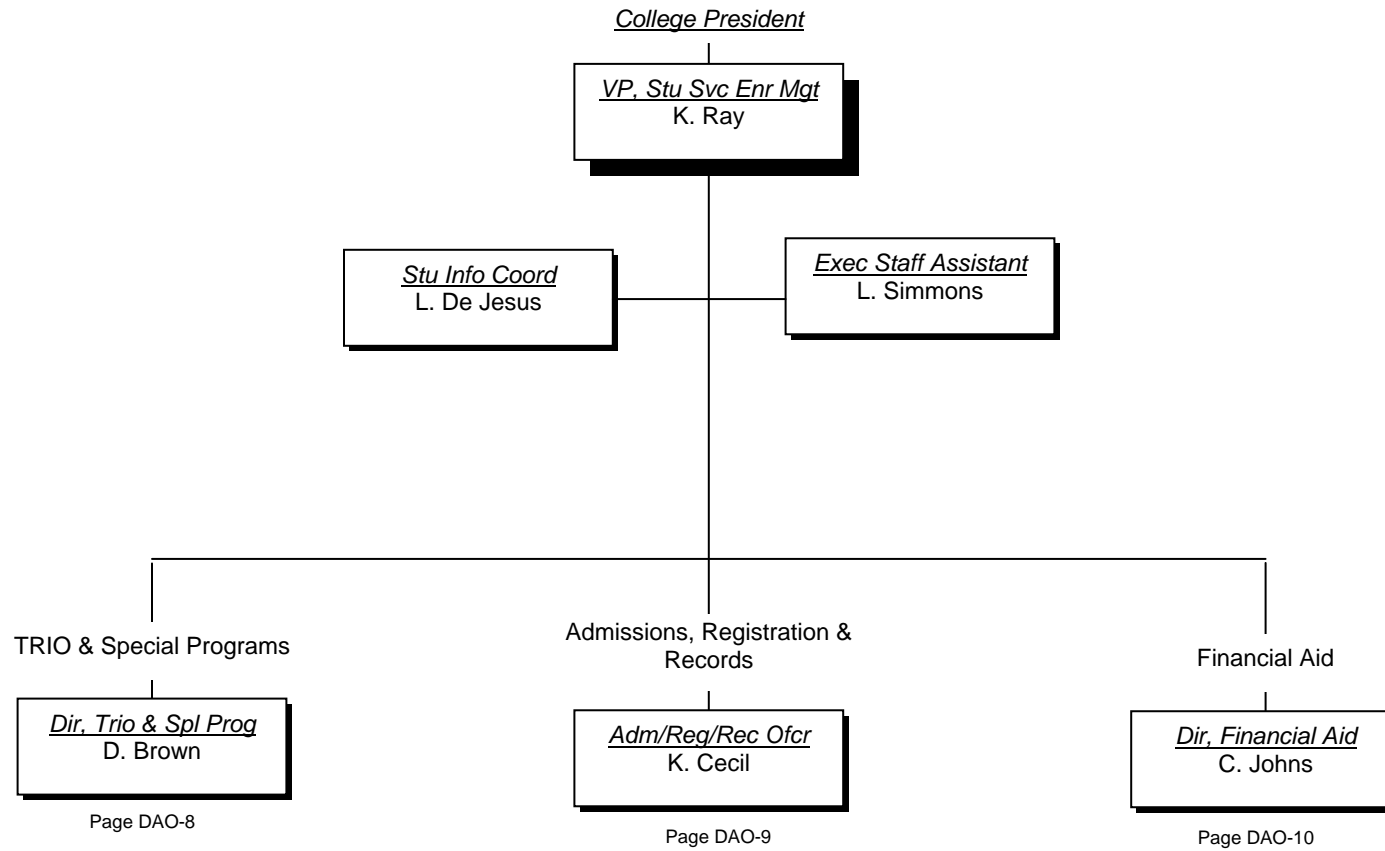 College President
VP, Stu Svc Enr Mgt
K. Ray
Stu Info Coord
L. De Jesus
Exec Staff Assistant
L. Simmons
TRIO & Special Programs
Dir, Trio & Spl Prog
D. Brown
Page DAO-8
Admissions, Registration &
Records
Adm/Reg/Rec Ofcr
K. Cecil
Page DAO-9
Financial Aid
Dir, Financial Aid
C. Johns
Page DAO-10